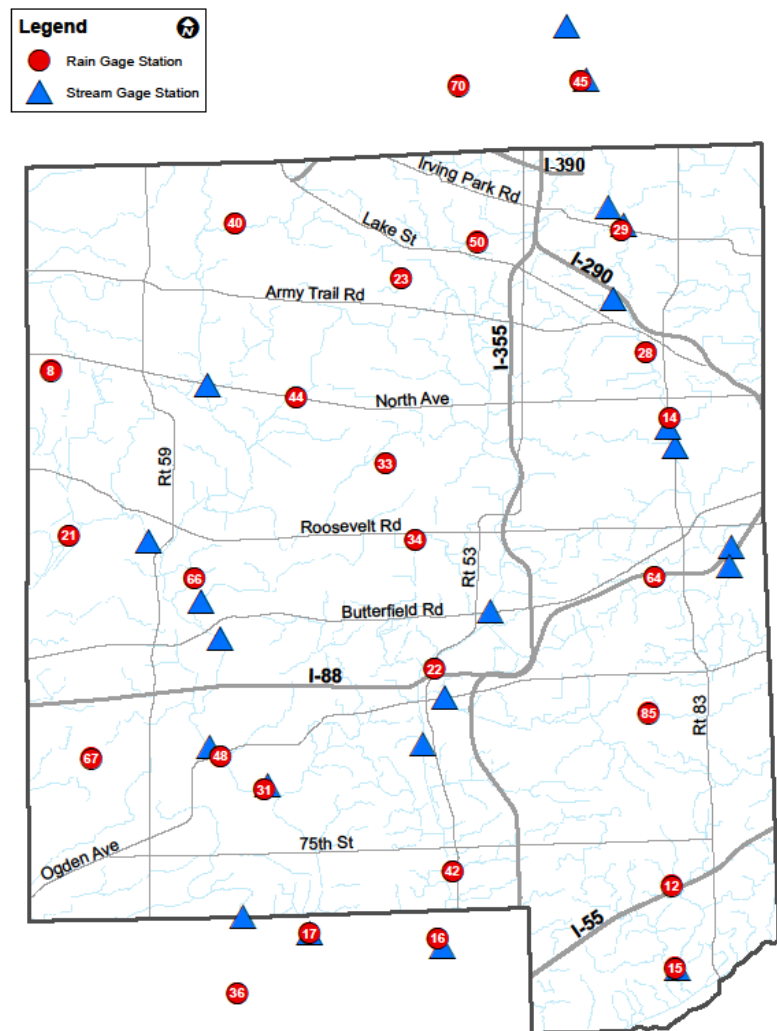 Legend
N
Rain Gage Station
Stream Gage Station
70
45
I-390
Irving Park Rd
40
Lake St
29
50
I-290
23
Army Trail Rd
I-355
28
8
44
North Ave
14
Rt 59
33
21
Roosevelt Rd
34
Rt 53
66
64
Butterfield Rd
22
I-88
85
Rt 83
67
48
31
75th St
Ogden Ave
42
12
I-55
17
16
15
36